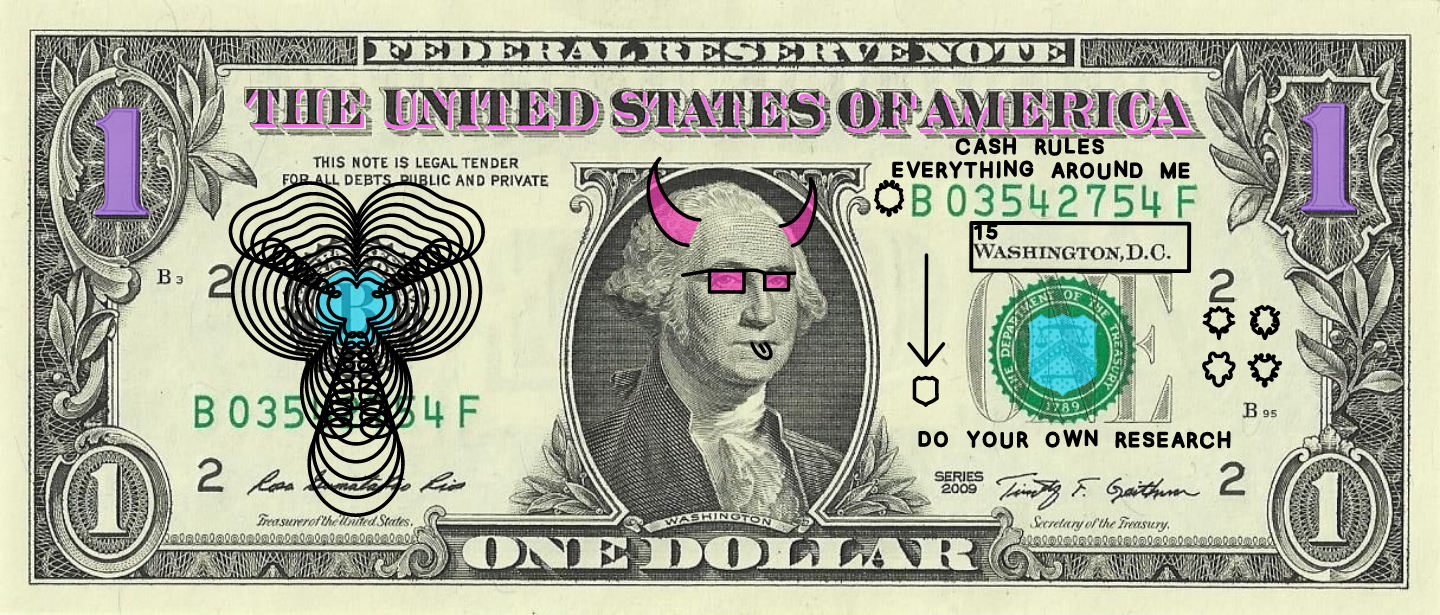 FEDERAL RESERVE NOTE
1
THE UNITED STATES OF AMERICA
1
THIS NOTE IS LEGAL TENDER
FOR ALL DEBTS, PUBLIC AND PRIVATE
CASH RULES
EVERYTHING AROUND ME
B 03542754 F
15
WASHINGTON, D.C.
B 3
2
2
ONE
THE DEPARTMENT OF THE TREASURY
1789
B 95
B 035 54 F
DO YOUR OWN RESEARCH
2
Rosa Rios
SERIES
2009
Timothy F. Geithner
2
Treasurer of the United States.
WASHINGTON
Secretary of the Treasury.
1
ONE DOLLAR
1